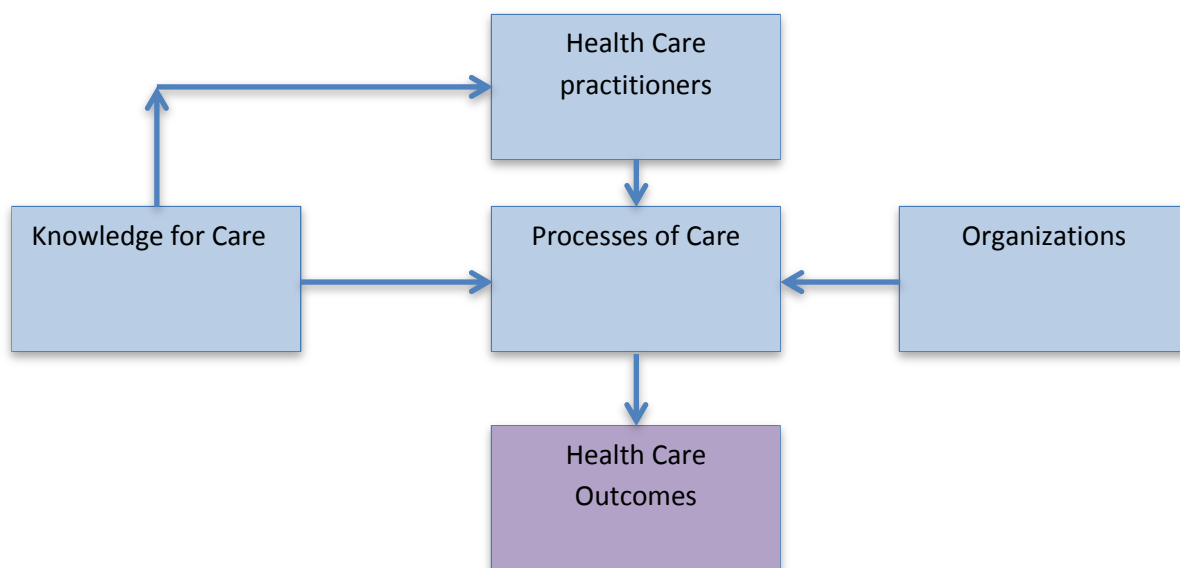 Health Care
practitioners
Knowledge for Care
Processes of Care
Organizations
Health Care
Outcomes